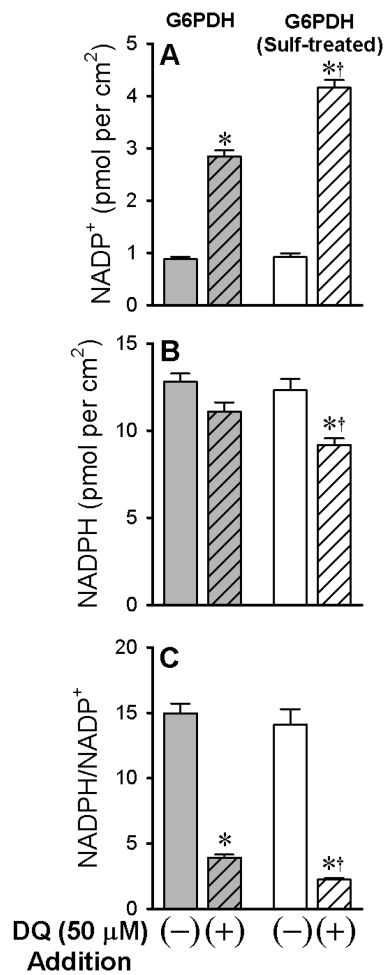 G6PDH
G6PDH
(Sulf-treated)
A
NADP+ (pmol per cm2)
5
4
3
2
1
0
*
*†
B
NADPH (pmol per cm2)
15
10
5
0
*†
C
NADPH/NADP+
20
15
10
5
0
*
*†
DQ (50 µM) (−) (+) (−) (+)
Addition